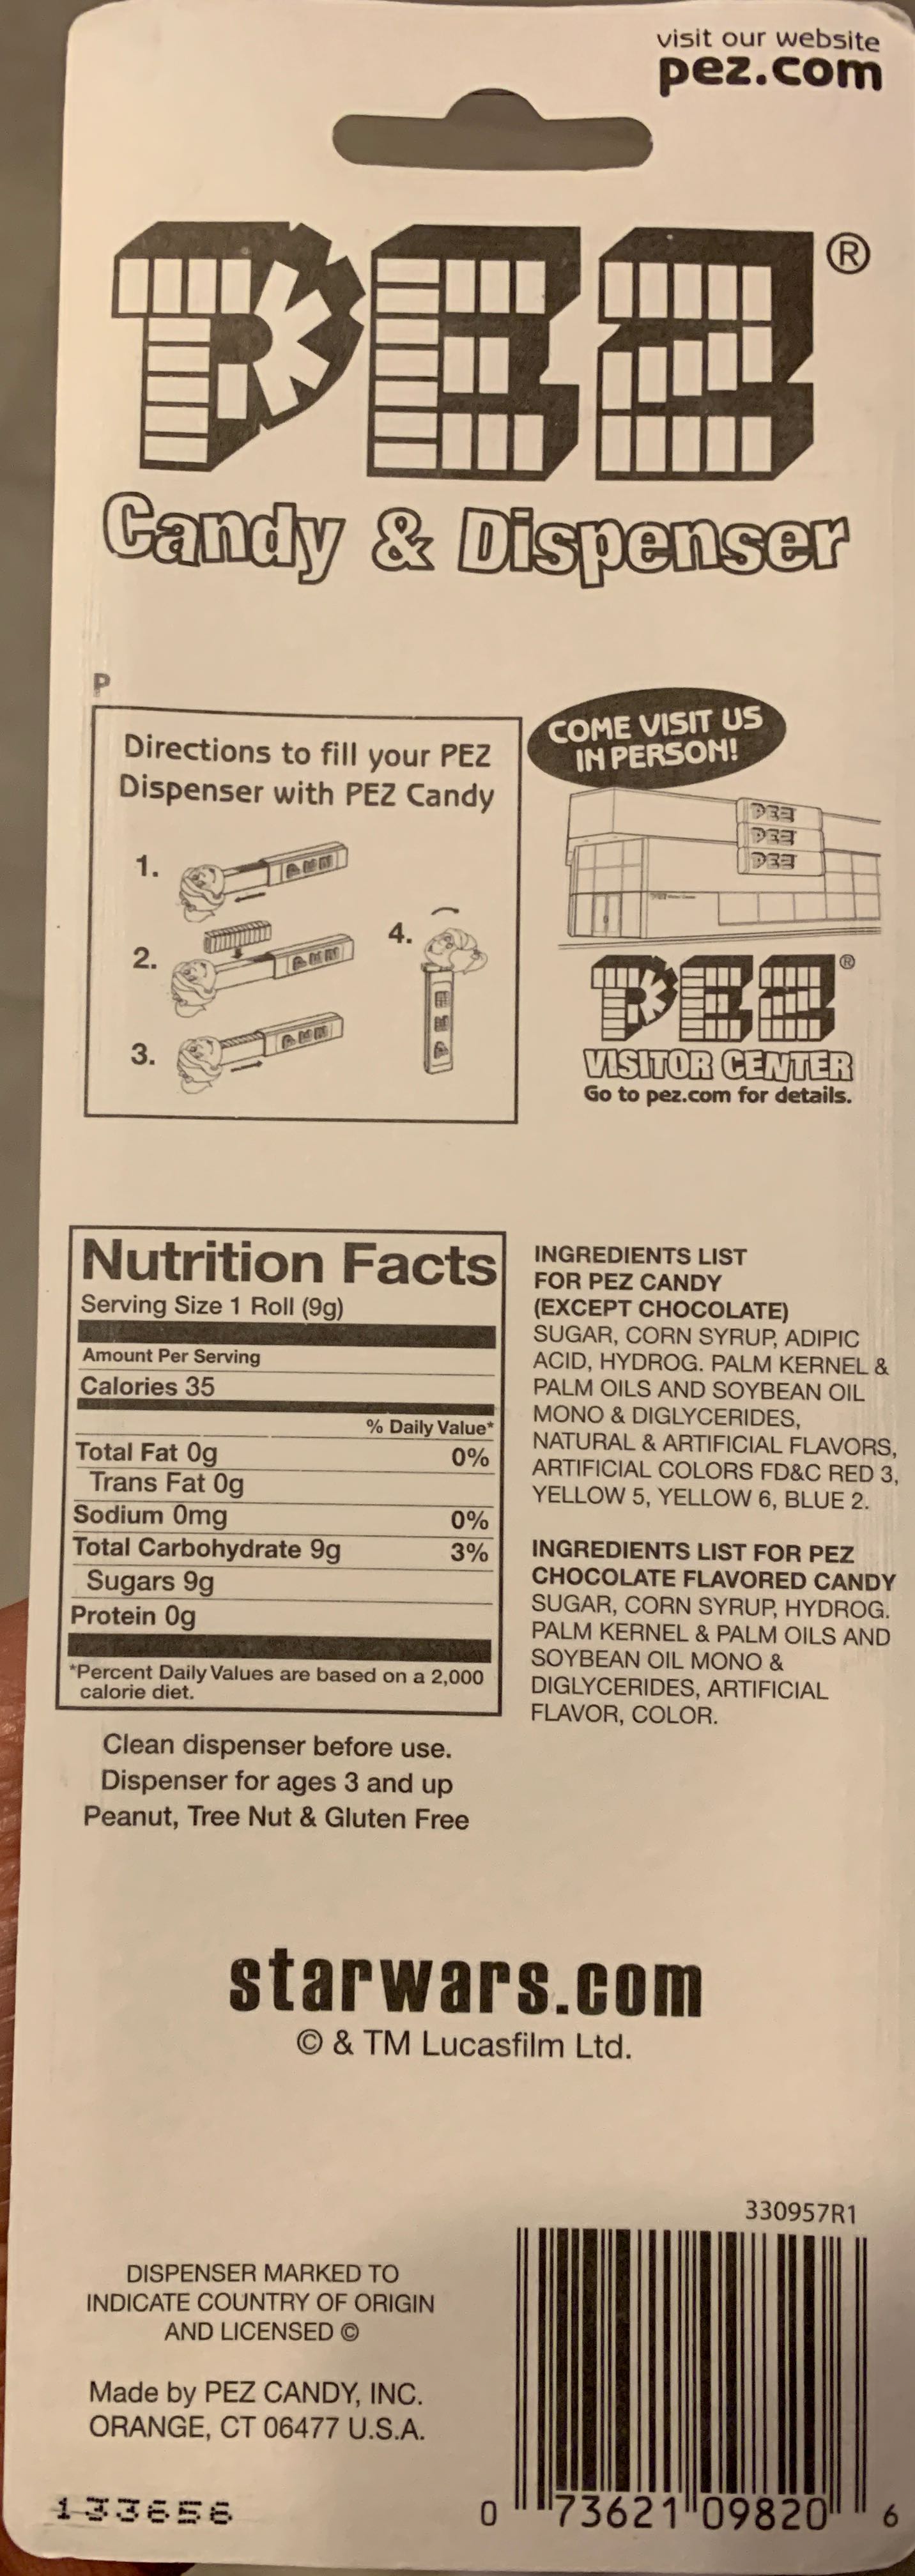 visit our website
pez.com
PEZ®
Candy & Dispenser
P
Directions to fill your PEZ
Dispenser with PEZ Candy
1.
PEZ
2.
PEZ
3.
PEZ
4.
PEZ
COME VISIT US
IN PERSON!
PEZ
PEZ
PEZ
PEZ®
VISITOR CENTER
Go to pez.com for details.
Nutrition Facts
Serving Size 1 Roll (9g)
Amount Per Serving
Calories 35
% Daily Value*
Total Fat 0g 0%
Trans Fat 0g
Sodium 0mg 0%
Total Carbohydrate 9g 3%
Sugars 9g
Protein 0g
*Percent Daily Values are based on a 2,000
calorie diet.
Clean dispenser before use.
Dispenser for ages 3 and up
Peanut, Tree Nut & Gluten Free
INGREDIENTS LIST
FOR PEZ CANDY
(EXCEPT CHOCOLATE)
SUGAR, CORN SYRUP, ADIPIC
ACID, HYDROG. PALM KERNEL &
PALM OILS AND SOYBEAN OIL
MONO & DIGLYCERIDES,
NATURAL & ARTIFICIAL FLAVORS,
ARTIFICIAL COLORS FD&C RED 3,
YELLOW 5, YELLOW 6, BLUE 2.
INGREDIENTS LIST FOR PEZ
CHOCOLATE FLAVORED CANDY
SUGAR, CORN SYRUP, HYDROG.
PALM KERNEL & PALM OILS AND
SOYBEAN OIL MONO &
DIGLYCERIDES, ARTIFICIAL
FLAVOR, COLOR.
starwars.com
© & TM Lucasfilm Ltd.
DISPENSER MARKED TO
INDICATE COUNTRY OF ORIGIN
AND LICENSED ©
Made by PEZ CANDY, INC.
ORANGE, CT 06477 U.S.A.
133656
330957R1
0 73621 09820 6